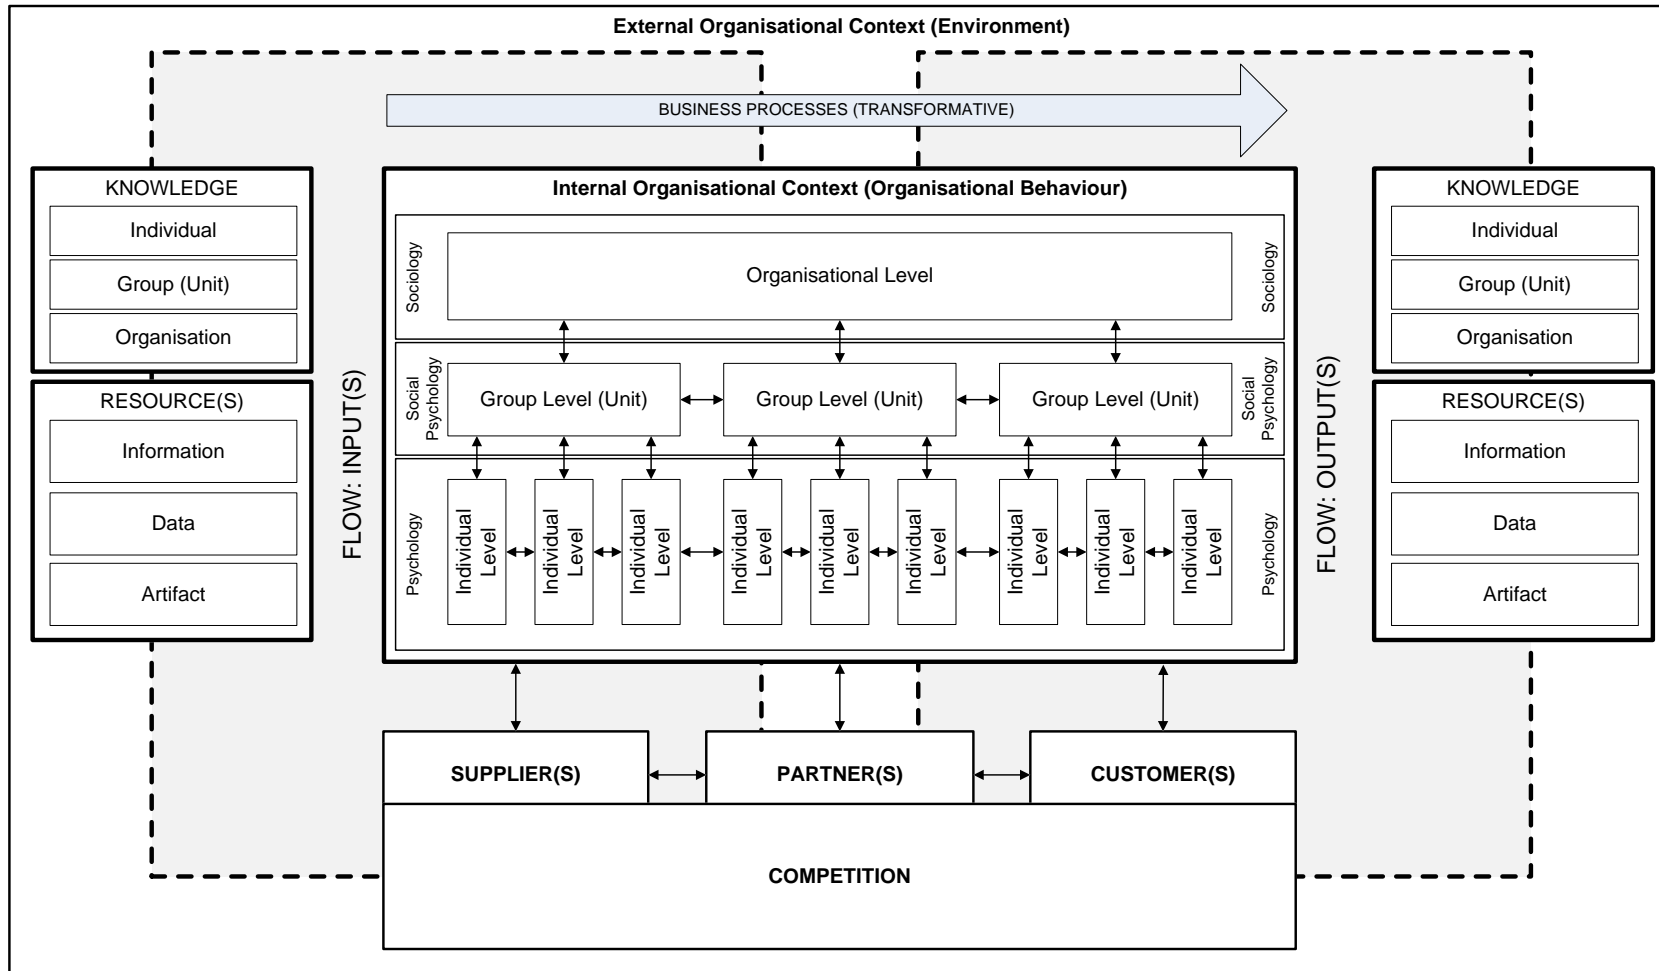 External Organisational Context (Environment)
BUSINESS PROCESSES (TRANSFORMATIVE)
KNOWLEDGE
Individual
Group (Unit)
Organisation
RESOURCE(S)
Information
Data
Artifact
FLOW: INPUT(S)
Internal Organisational Context (Organisational Behaviour)
Sociology
Organisational Level
Sociology
Social
Psychology
Group Level (Unit)
Group Level (Unit)
Group Level (Unit)
Social
Psychology
Psychology
Individual
Level
Individual
Level
Individual
Level
Individual
Level
Individual
Level
Individual
Level
Individual
Level
Individual
Level
Individual
Level
Psychology
FLOW: OUTPUT(S)
KNOWLEDGE
Individual
Group (Unit)
Organisation
RESOURCE(S)
Information
Data
Artifact
SUPPLIER(S)
PARTNER(S)
CUSTOMER(S)
COMPETITION